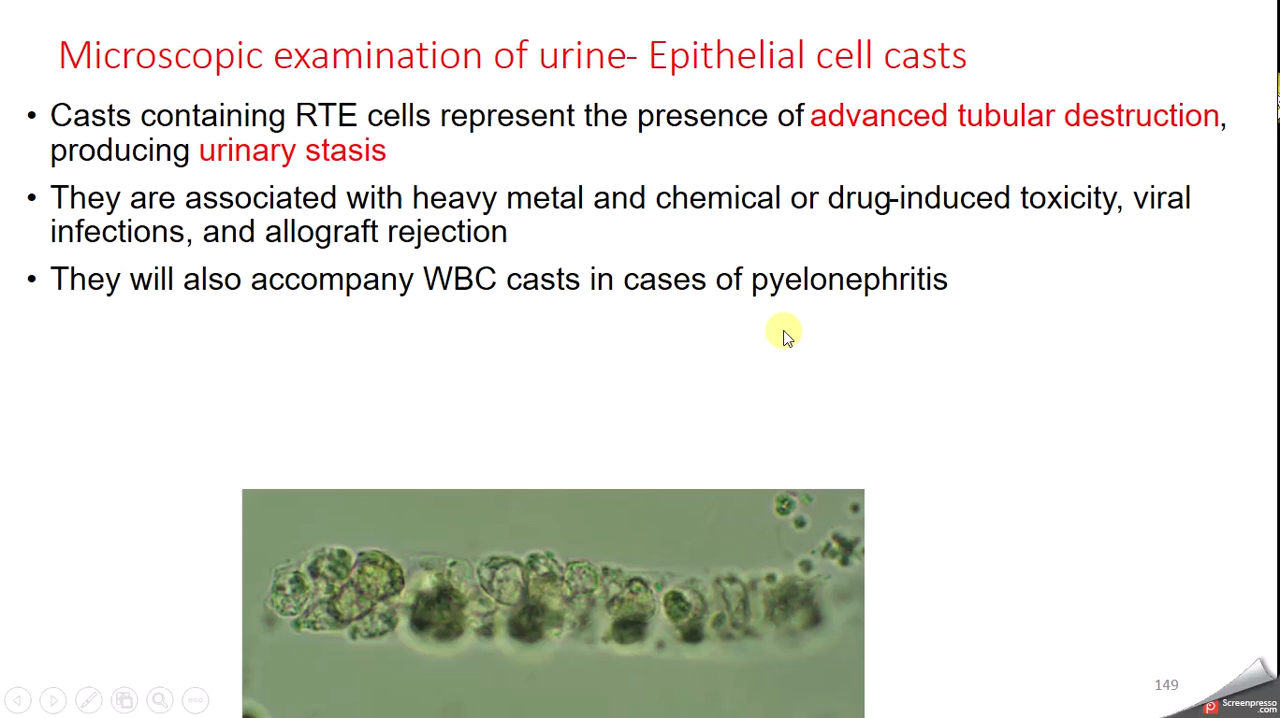 Microscopic examination of urine- Epithelial cell casts
• Casts containing RTE cells represent the presence of advanced tubular destruction,
producing urinary stasis
• They are associated with heavy metal and chemical or drug-induced toxicity, viral
infections, and allograft rejection
• They will also accompany WBC casts in cases of pyelonephritis
149
Screenpresso
.com